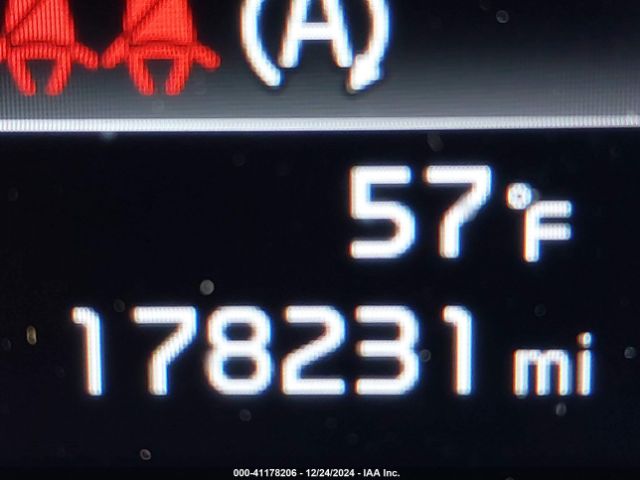 A
57°F
178231 mi
000-41178206 - 12/24/2024 - IAA Inc.